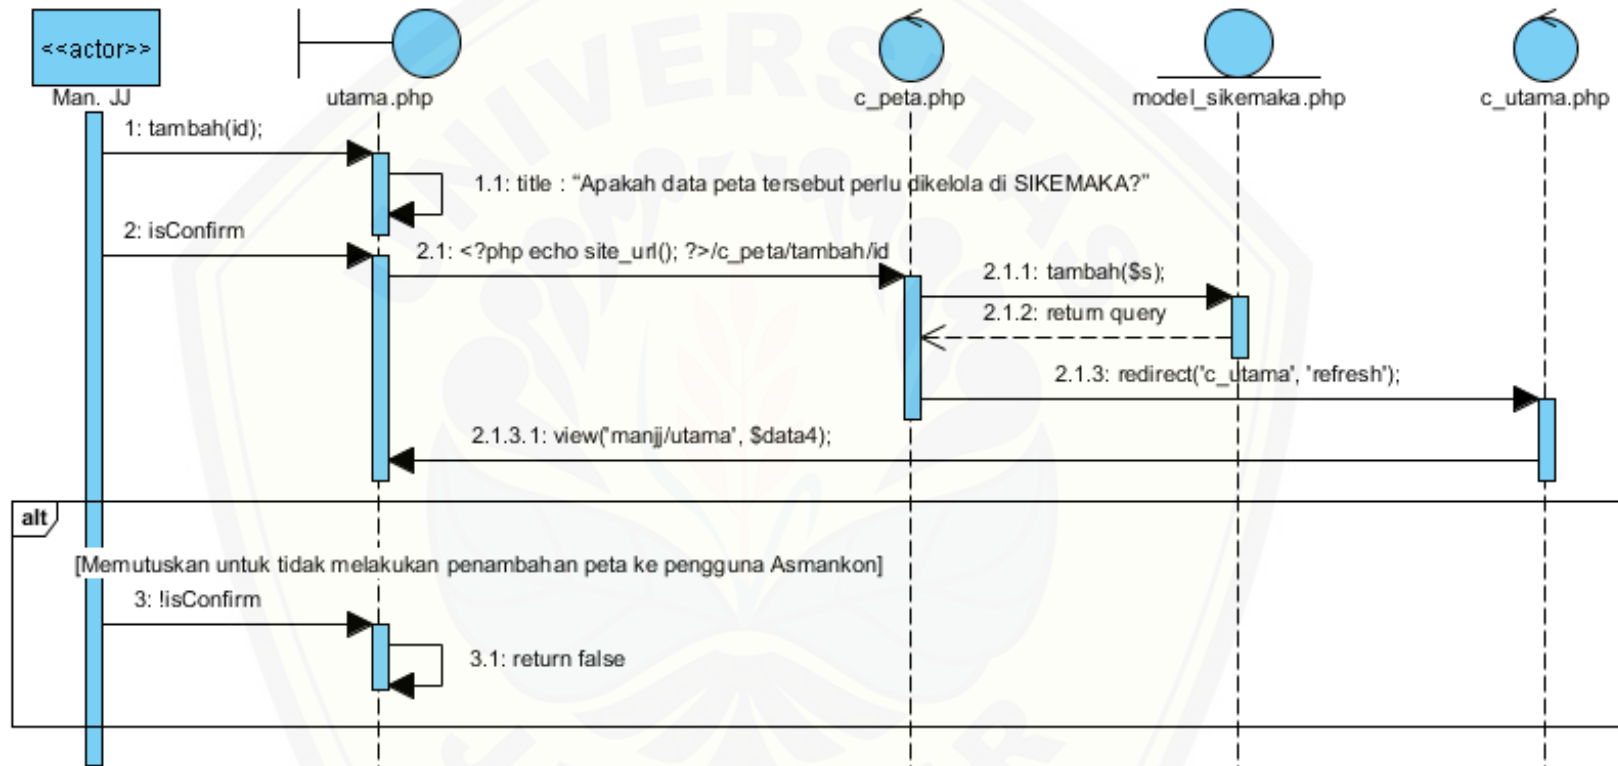 <<actor>>
Man. JJ
utama.php
c_peta.php
model_sikemaka.php
c_utama.php
1: tambah(id);
1.1: title : “Apakah data peta tersebut perlu dikelola di SIKEMAKA?”
2: isConfirm
2.1: <?php echo site_url(); ?>/c_peta/tambah/id
2.1.1: tambah($s);
2.1.2: return query
2.1.3: redirect('c_utama', 'refresh');
2.1.3.1: view('manjj/utama', $data4);
alt
[Memutuskan untuk tidak melakukan penambahan peta ke pengguna Asmankon]
3: !isConfirm
3.1: return false
UNIVERSITAS